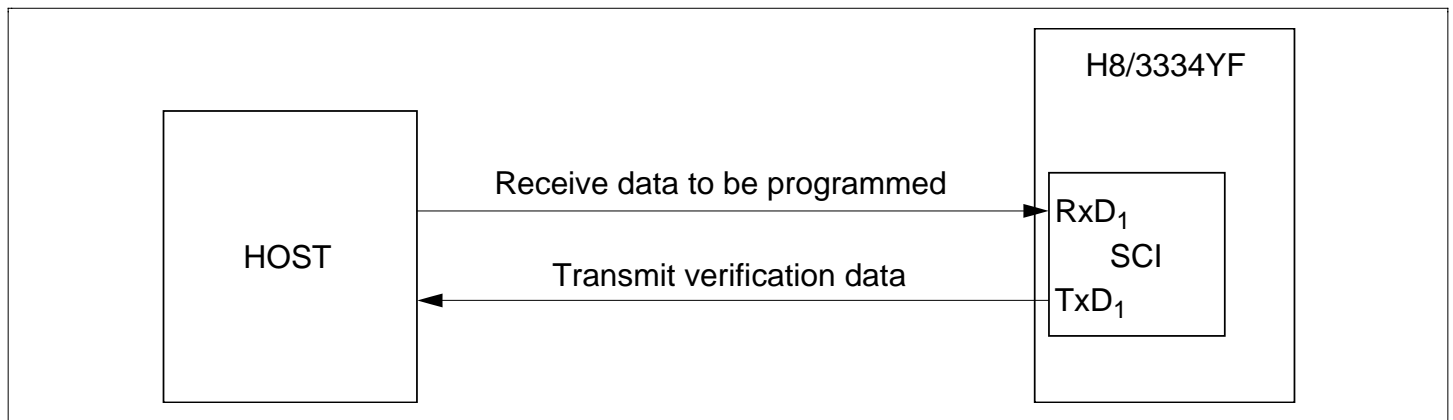 H8/3334YF
Receive data to be programmed
RxD₁
HOST
SCI
Transmit verification data
TxD₁